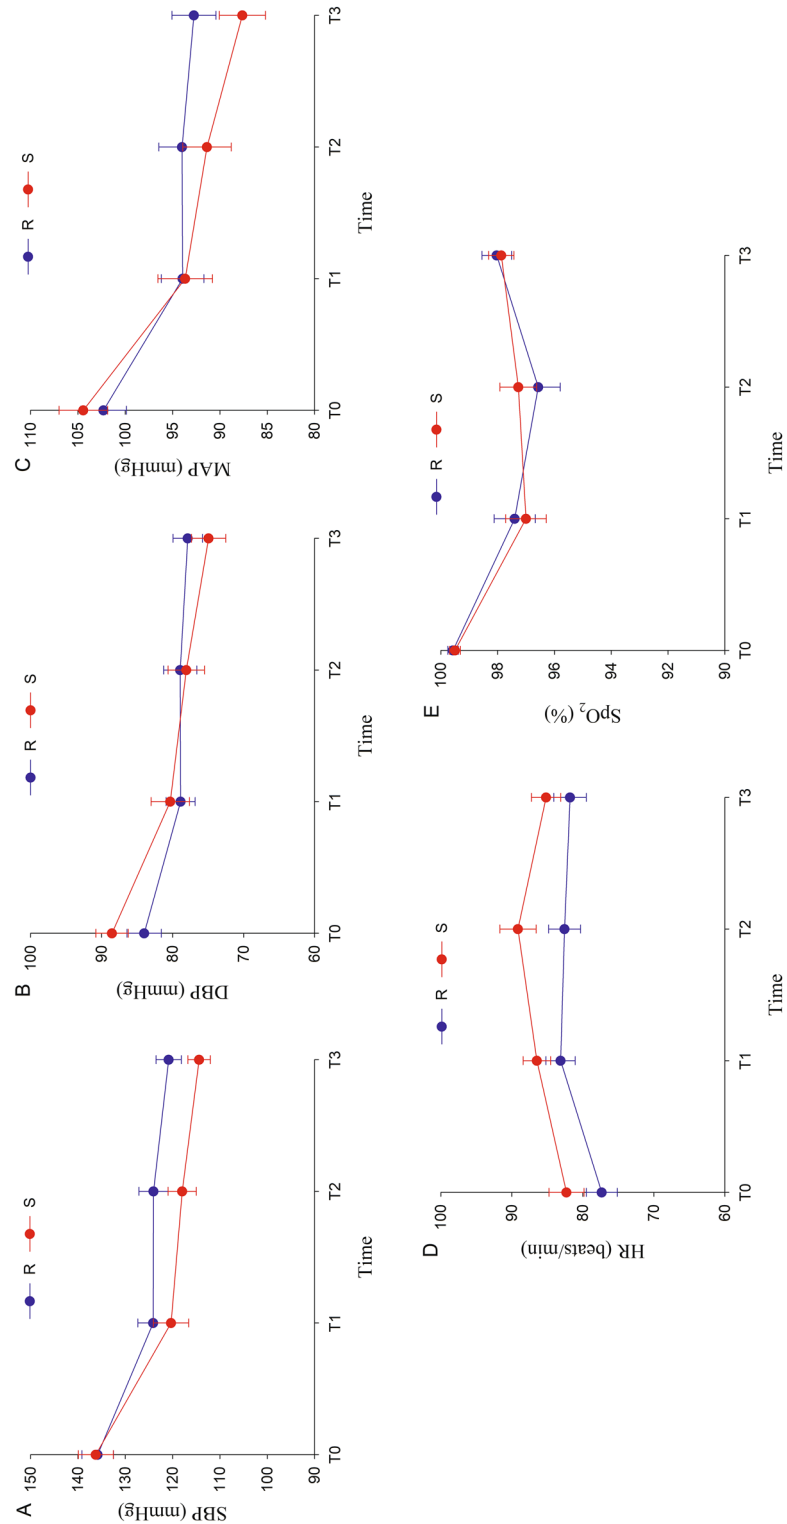 A
R S
SBP (mmHg)
150
140
130
120
110
100
90
T0 T1 T2 T3
Time
B
R S
DBP (mmHg)
100
90
80
70
60
T0 T1 T2 T3
Time
C
R S
MAP (mmHg)
110
105
100
95
90
85
80
T0 T1 T2 T3
Time
D
R S
HR (beats/min)
100
90
80
70
60
T0 T1 T2 T3
Time
E
R S
SpO₂ (%)
100
98
96
94
92
90
T0 T1 T2 T3
Time